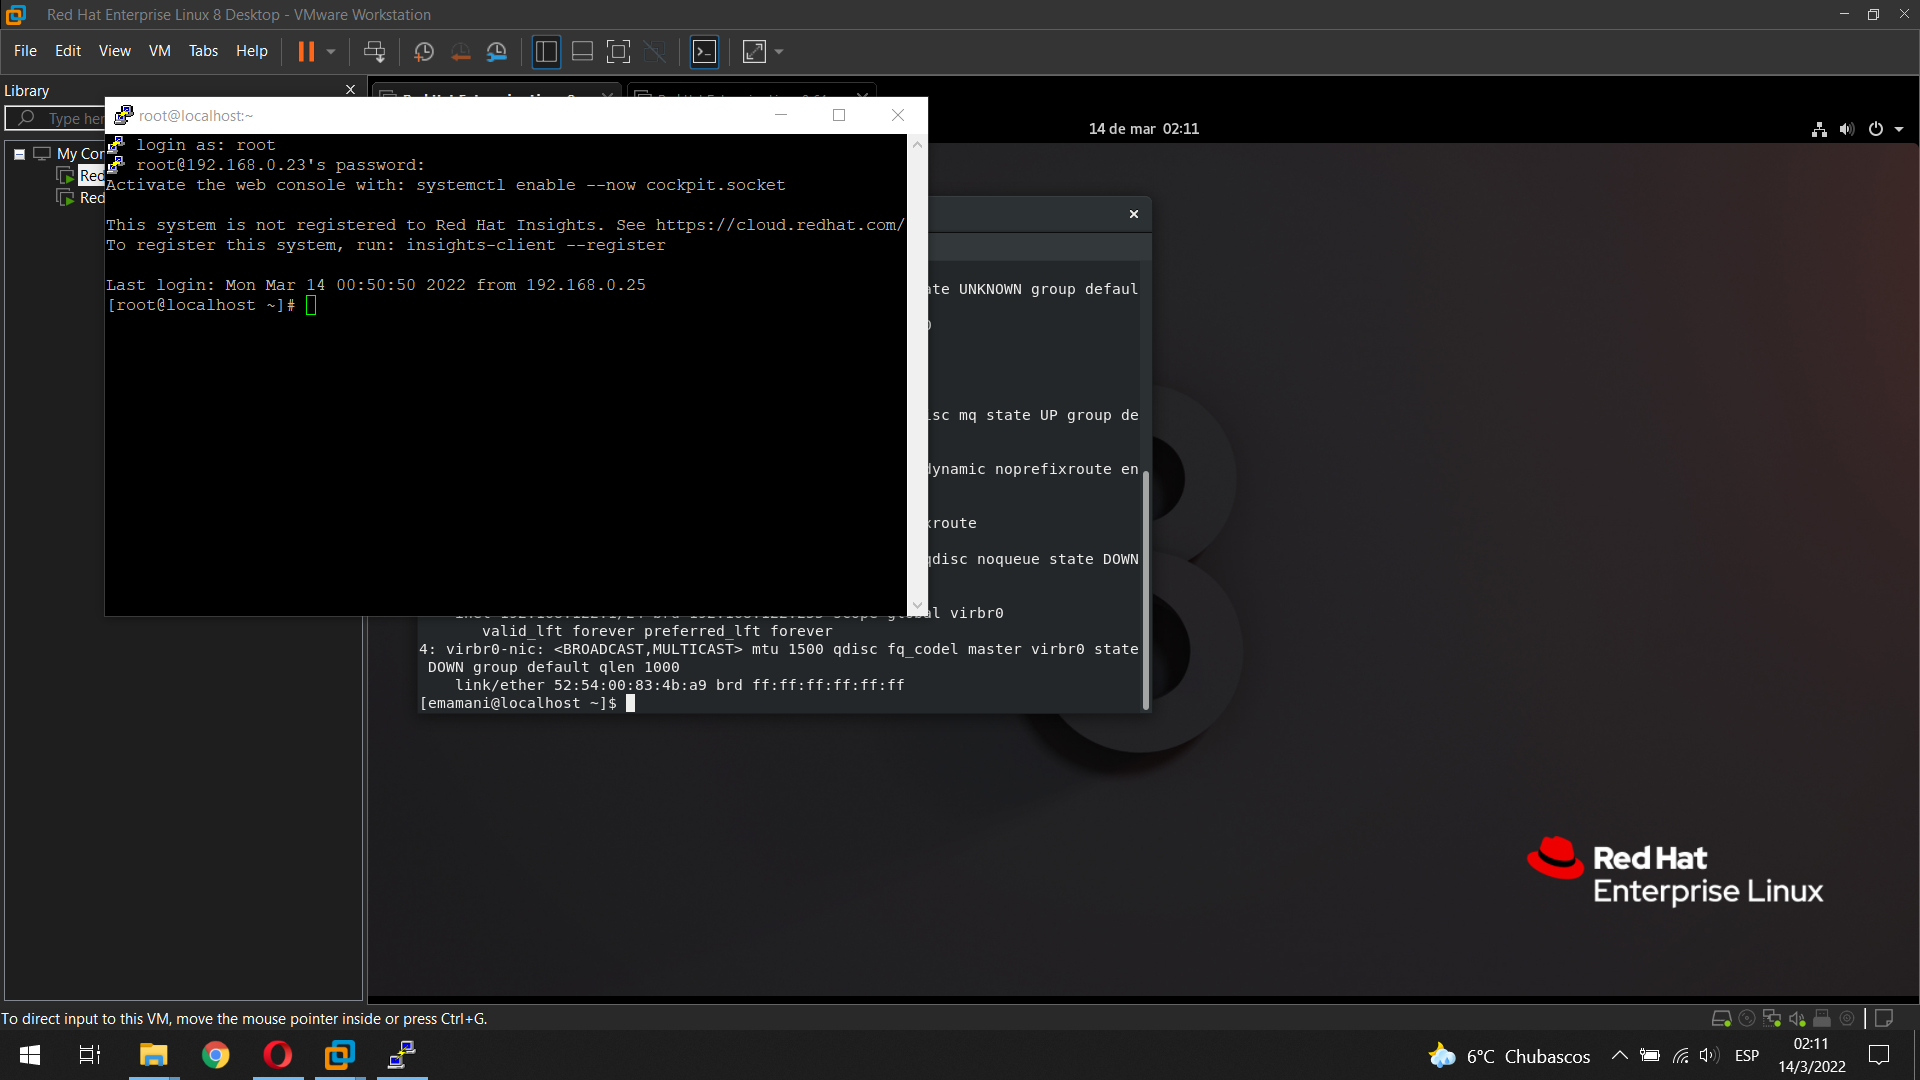 Red Hat Enterprise Linux 8 Desktop - VMware Workstation
File Edit View VM Tabs Help
Library
Type her
My Con
Red
Red
root@localhost:~
login as: root
root@192.168.0.23's password:
Activate the web console with: systemctl enable --now cockpit.socket
This system is not registered to Red Hat Insights. See https://cloud.redhat.com/
To register this system, run: insights-client --register
Last login: Mon Mar 14 00:50:50 2022 from 192.168.0.25
[root@localhost ~]#
14 de mar 02:11
UNKNOWN group defaul
mq state UP group de
noprefixroute en
noqueue state DOWN
virbr0
valid_lft forever preferred_lft forever
4: virbr0-nic: <BROADCAST,MULTICAST> mtu 1500 qdisc fq_codel master virbr0 state
DOWN group default qlen 1000
link/ether 52:54:00:83:4b:a9 brd ff:ff:ff:ff:ff:ff
[emamani@localhost ~]$
Red Hat
Enterprise Linux
To direct input to this VM, move the mouse pointer inside or press Ctrl+G.
6°C Chubascos
ESP
02:11
14/3/2022